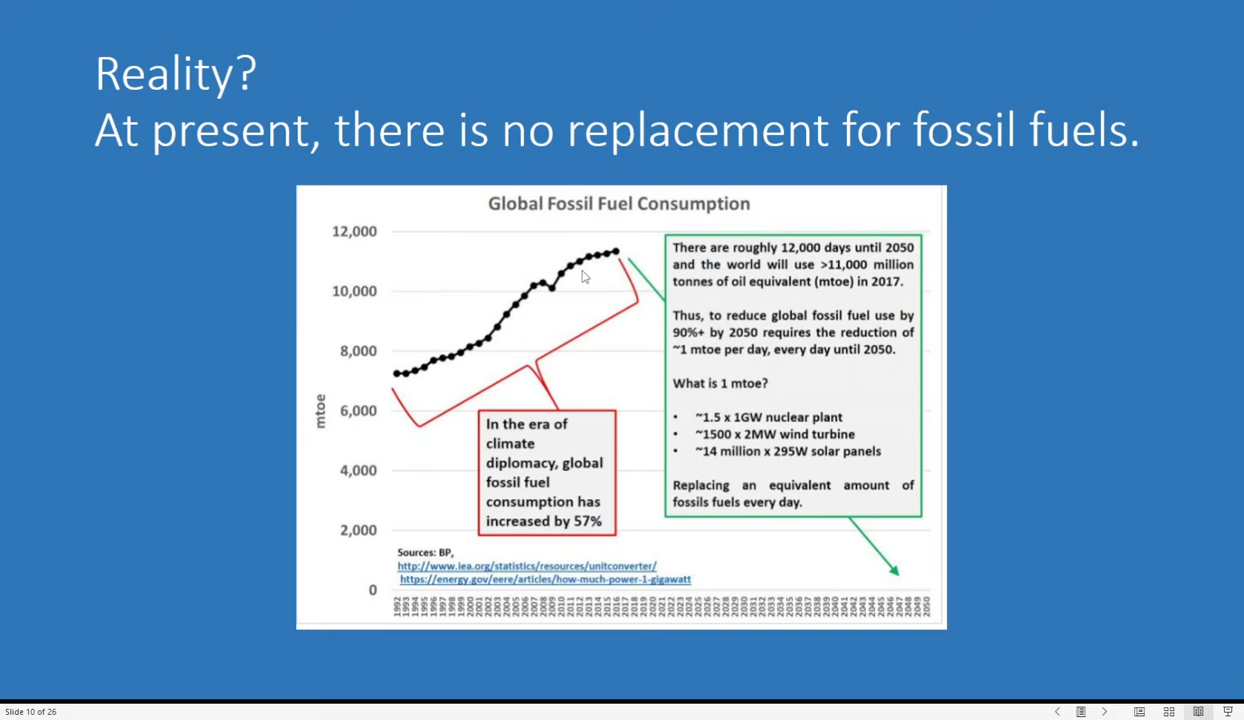 Reality?
At present, there is no replacement for fossil fuels.
Global Fossil Fuel Consumption
12,000
10,000
8,000
6,000
4,000
2,000
0
mtoe
There are roughly 12,000 days until 2050
and the world will use >11,000 million
tonnes of oil equivalent (mtoe) in 2017.
Thus, to reduce global fossil fuel use by
90%+ by 2050 requires the reduction of
~1 mtoe per day, every day until 2050.
What is 1 mtoe?
• ~1.5 x 1GW nuclear plant
• ~1500 x 2MW wind turbine
• ~14 million x 295W solar panels
Replacing an equivalent amount of
fossils fuels every day.
In the era of
climate
diplomacy, global
fossil fuel
consumption has
increased by 57%
Sources: BP,
http://www.iea.org/statistics/resources/unitconverter/
https://energy.gov/eere/articles/how-much-power-1-gigawatt
1992 1993 1994 1995 1996 1997 1998 1999 2000 2001 2002 2003 2004 2005 2006 2007 2008 2009 2010 2011 2012 2013 2014 2015 2016 2017 2018 2019 2020 2021 2022 2023 2024 2025 2026 2027 2028 2029 2030 2031 2032 2033 2034 2035 2036 2037 2038 2039 2040 2041 2042 2043 2044 2045 2046 2047 2048 2049 2050
Slide 10 of 26